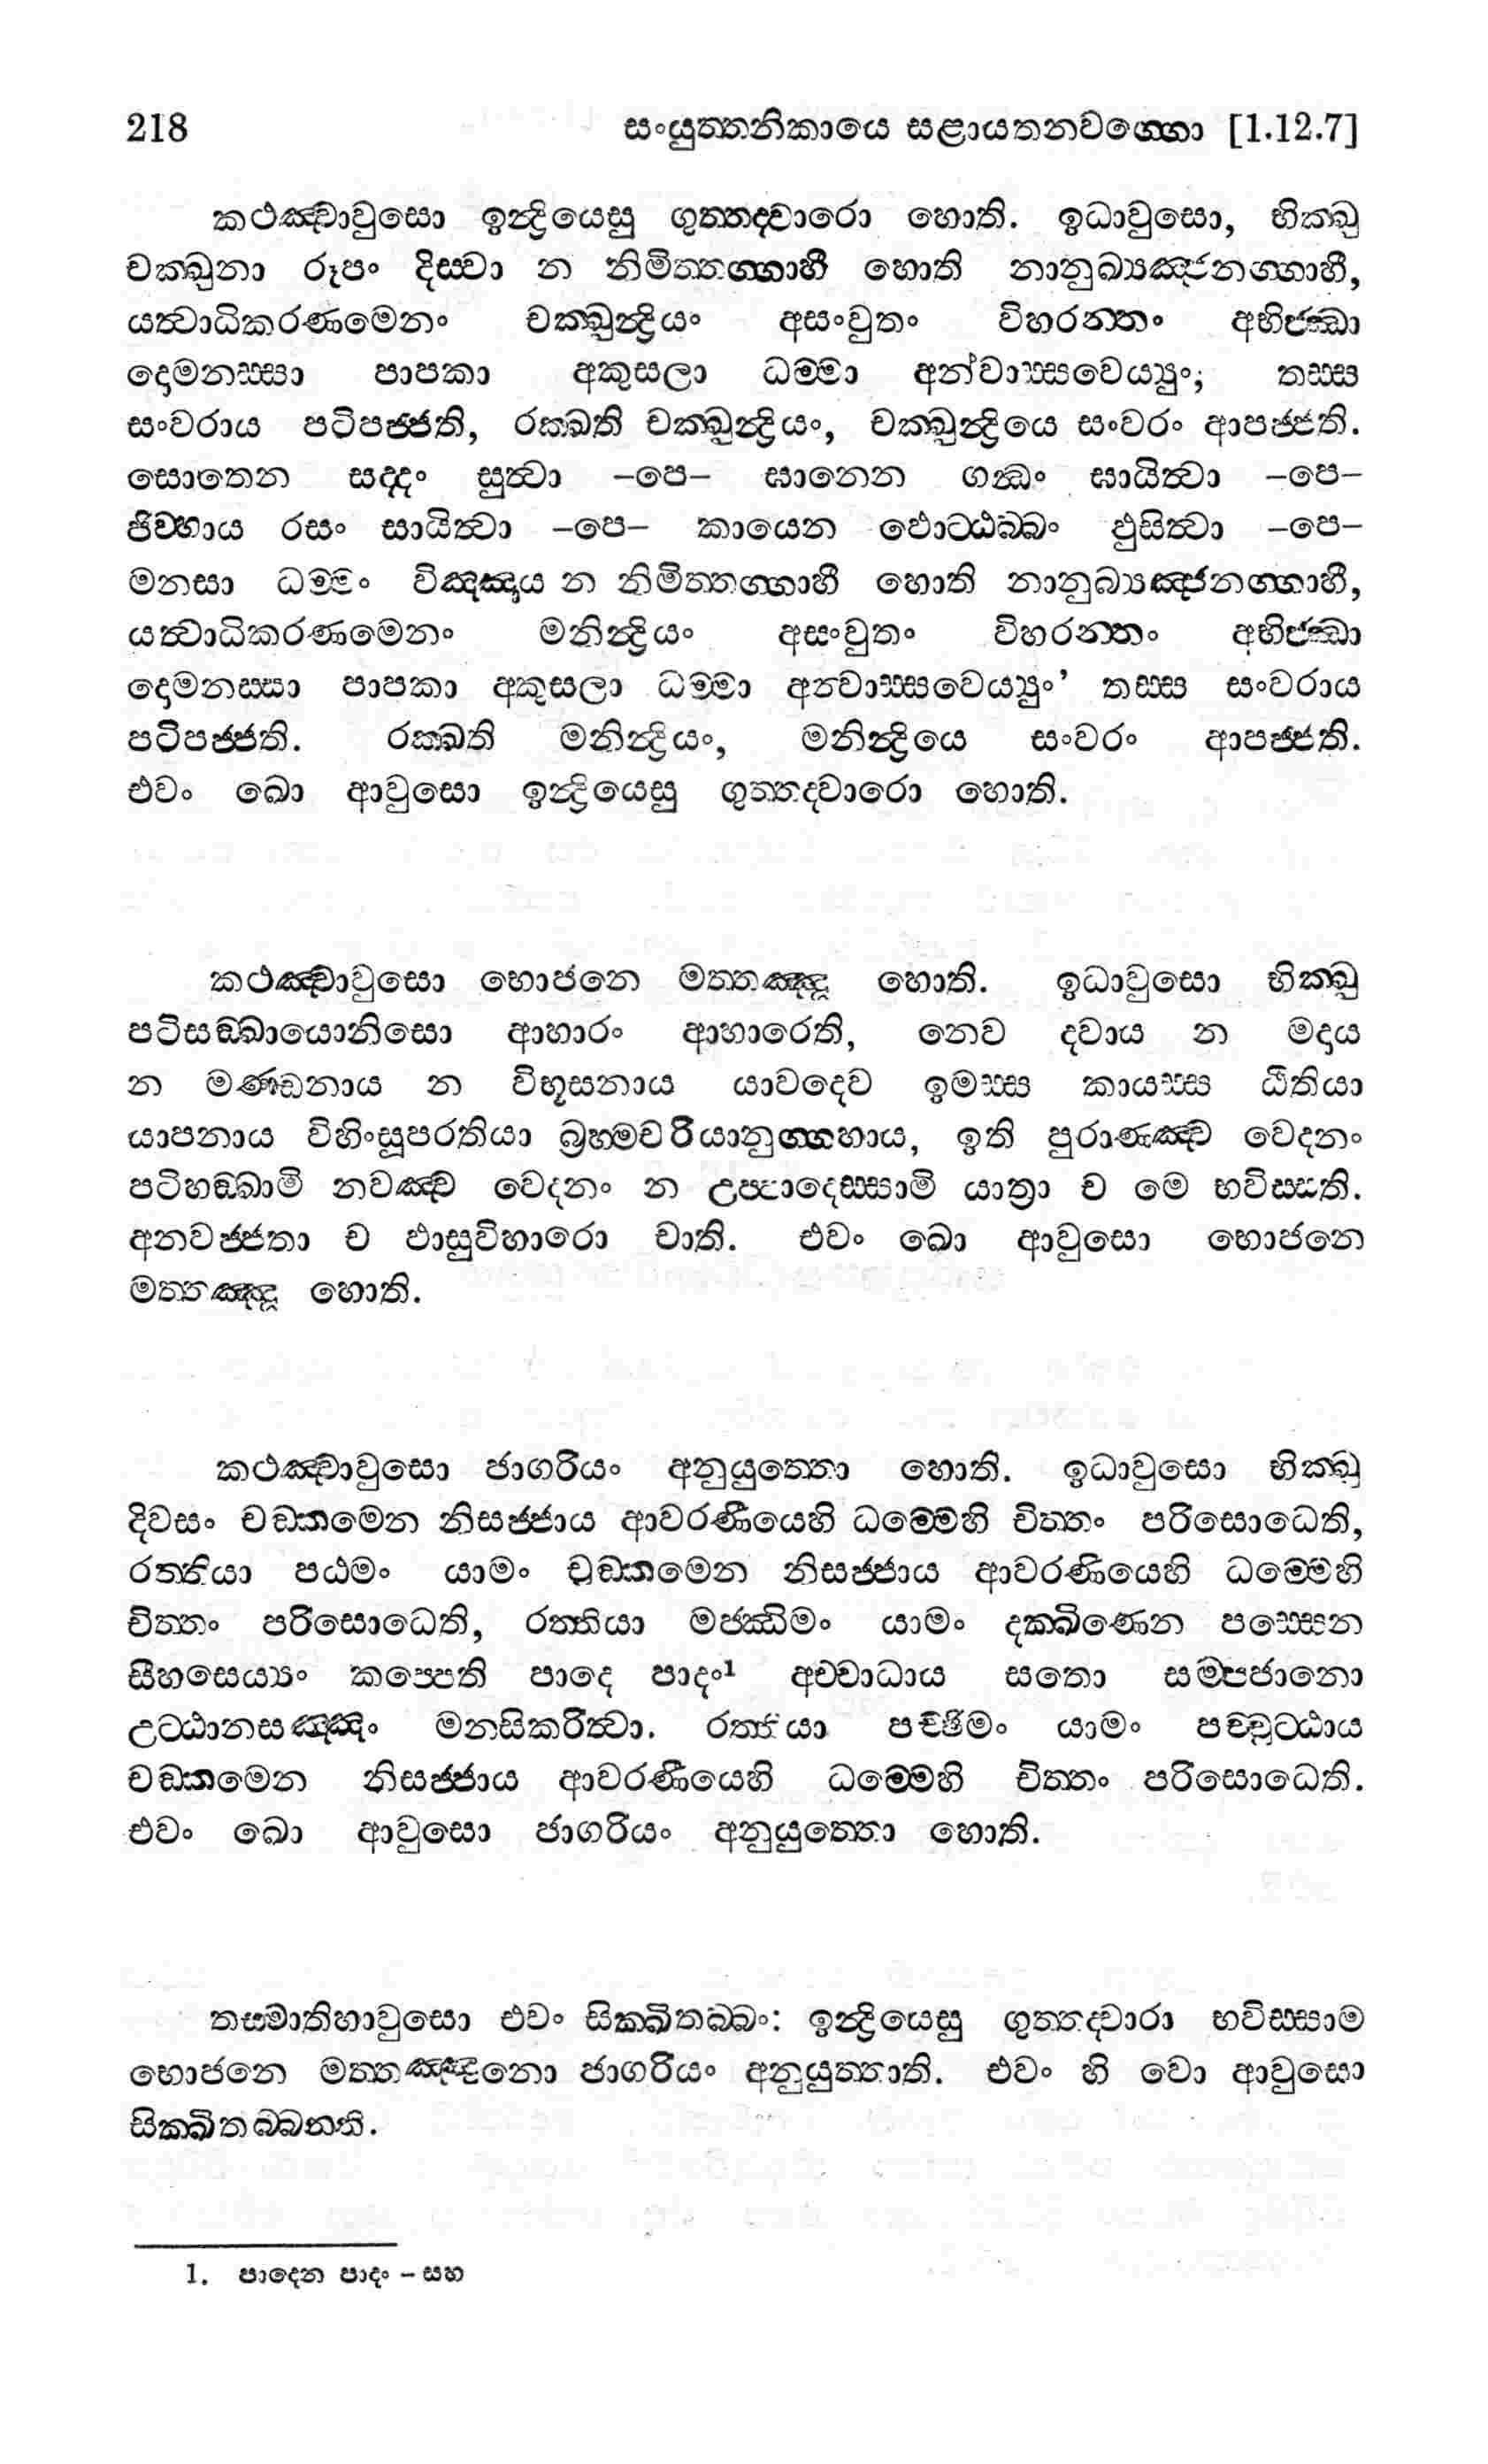 218 සංයුත්තනිකායෙ සළායතනවග්ගො [1.12.7]
කථඤ්චාවුසො ඉන්ද්‍රියෙසු ගුත්තද්වාරො හොති. ඉධාවුසො, භික්ඛු
චක්ඛුනා රූපං දිස්වා න නිමිත්තග්ගාහී හොති නානුඛ්‍යඤ්ජනග්ගාහී,
යත්වාධිකරණමෙනං චක්ඛුන්ද්‍රියං අසංවුතං විහරන්තං අභිජ්ඣා
දොමනස්සා පාපකා අකුසලා ධම්මා අන්වාස්සවෙය්‍යුං; තස්ස
සංවරාය පටිපජ්ජති, රක්ඛති චක්ඛුන්ද්‍රියං, චක්ඛුන්ද්‍රියෙ සංවරං ආපජ්ජති.
සොතෙන සද්දං සුත්වා –පෙ– ඝානෙන ගන්ධං ඝායිත්වා –පෙ–
ජිව්හාය රසං සායිත්වා –පෙ– කායෙන ඵොට්ඨබ්බං ඵුසිත්වා –පෙ–
මනසා ධම්මං විඤ්ඤාය න නිමිත්තග්ගාහී හොති නානුබ්‍යඤ්ජනග්ගාහී,
යත්වාධිකරණමෙනං මනින්ද්‍රියං අසංවුතං විහරන්තං අභිජ්ඣා
දොමනස්සා පාපකා අකුසලා ධම්මා අන්වාස්සවෙය්‍යුං’ තස්ස සංවරාය
පටිපජ්ජති. රක්ඛති මනින්ද්‍රියං, මනින්ද්‍රියෙ සංවරං ආපජ්ජති.
එවං ඛො ආවුසො ඉන්ද්‍රියෙසු ගුත්තද්වාරො හොති.
කථඤ්චාවුසො භොජනෙ මත්තඤ්ඤූ හොති. ඉධාවුසො භික්ඛු
පටිසඞ්ඛායොනිසො ආහාරං ආහාරෙති, නෙව දවාය න මදාය
න මණ්ඩනාය න විභූසනාය යාවදෙව ඉමස්ස කායස්ස ඨිතියා
යාපනාය විහිංසූපරතියා බ්‍රහ්මචරියානුග්ගහාය, ඉති පුරාණඤ්ච වෙදනං
පටිහඞ්ඛාමි නවඤ්ච වෙදනං න උප්පාදෙස්සාමි යාත්‍රා ච මෙ භවිස්සති.
අනවජ්ජතා ච ඵාසුවිහාරො චාති. එවං ඛො ආවුසො භොජනෙ
මත්තඤ්ඤූ හොති.
කථඤ්චාවුසො ජාගරියං අනුයුත්තො හොති. ඉධාවුසො භික්ඛු
දිවසං චඞ්කමෙන නිසජ්ජාය ආවරණීයෙහි ධම්මෙහි චිත්තං පරිසොධෙති,
රත්තියා පඨමං යාමං චඞ්කමෙන නිසජ්ජාය ආවරණියෙහි ධම්මෙහි
චිත්තං පරිසොධෙති, රත්තියා මජ්ඣිමං යාමං දක්ඛිණෙන පස්සෙන
සීහසෙය්‍යං කප්පෙති පාදෙ පාදං¹ අච්චාධාය සතො සම්පජානො
උට්ඨානසඤ්ඤං මනසිකරිත්වා. රත්තියා පච්ඡිමං යාමං පච්චුට්ඨාය
චඞ්කමෙන නිසජ්ජාය ආවරණීයෙහි ධම්මෙහි චිත්තං පරිසොධෙති.
එවං ඛො ආවුසො ජාගරියං අනුයුත්තො හොති.
තස්මාතිහාවුසො එවං සික්ඛිතබ්බං: ඉන්ද්‍රියෙසු ගුත්තද්වාරා භවිස්සාම
භොජනෙ මත්තඤ්ඤුනො ජාගරියං අනුයුත්තාති. එවං හි වො ආවුසො
සික්ඛිතබ්බන්ති.
1. පාදෙන පාදං – සහ